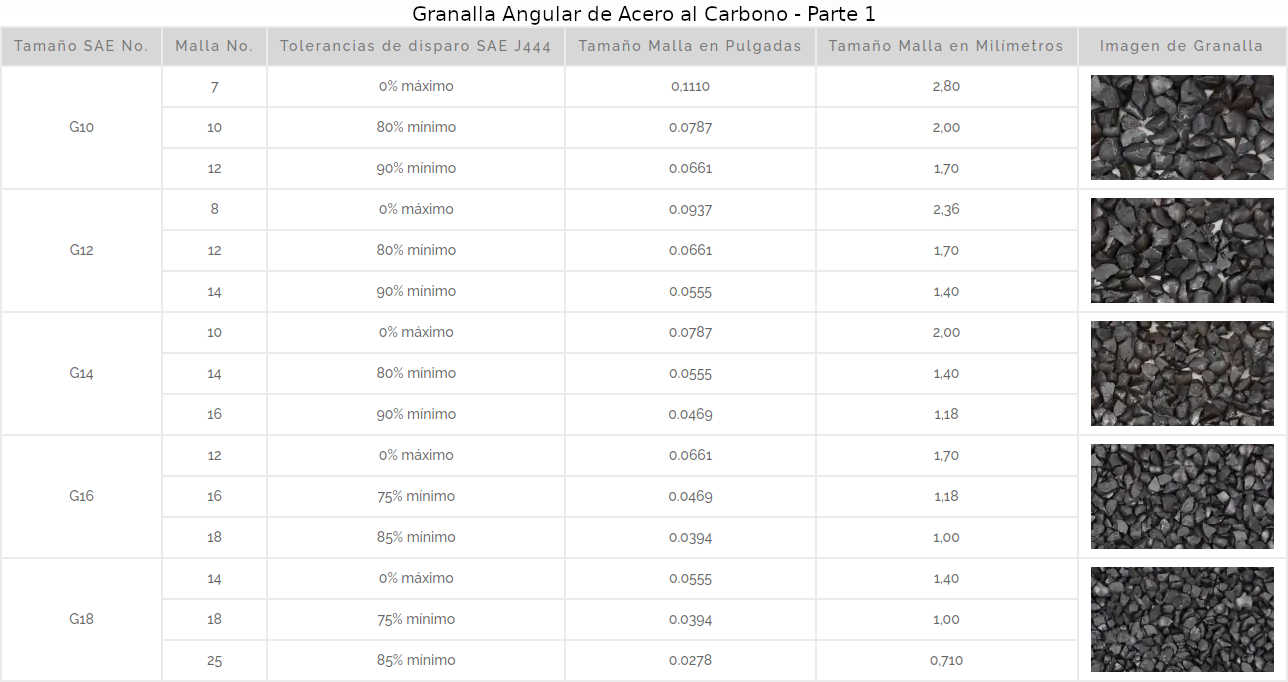 Granalla Angular de Acero al Carbono - Parte 1
Tamaño SAE No. Malla No. Tolerancias de disparo SAE J444 Tamaño Malla en Pulgadas Tamaño Malla en Milímetros Imagen de Granalla
G10
7 0% máximo 0,1110 2,80
10 80% mínimo 0.0787 2,00
12 90% mínimo 0.0661 1,70
G12
8 0% máximo 0.0937 2,36
12 80% mínimo 0.0661 1,70
14 90% mínimo 0.0555 1,40
G14
10 0% máximo 0.0787 2,00
14 80% mínimo 0.0555 1,40
16 90% mínimo 0.0469 1,18
G16
12 0% máximo 0.0661 1,70
16 75% mínimo 0.0469 1,18
18 85% mínimo 0.0394 1,00
G18
14 0% máximo 0.0555 1,40
18 75% mínimo 0.0394 1,00
25 85% mínimo 0.0278 0,710